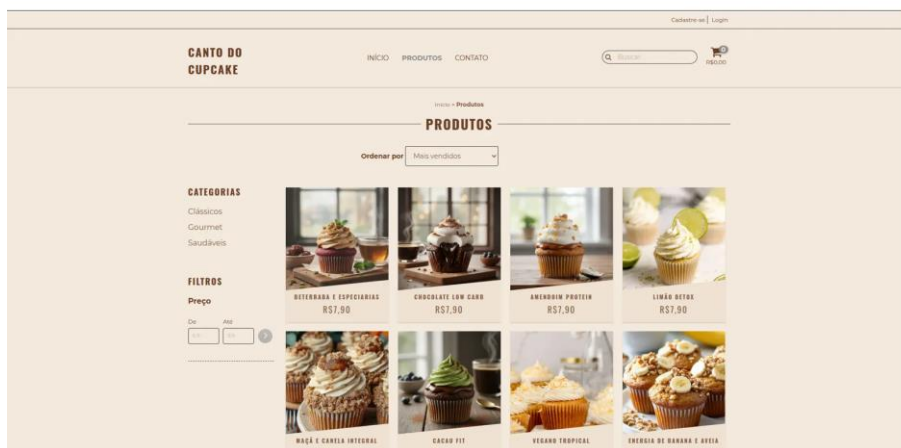 Cadastre-se | Login
CANTO DO
CUPCAKE
INÍCIO PRODUTOS CONTATO
Buscar
0
R$0,00
Início > Produtos
PRODUTOS
Ordenar por Mais vendidos
CATEGORIAS
Clássicos
Gourmet
Saudáveis
FILTROS
Preço
De Até
BETERRABA E ESPECIARIAS
R$7,90
CHOCOLATE LOW CARB
R$7,90
AMENDOIM PROTEIN
R$7,90
LIMÃO DETOX
R$7,90
MAÇÃ E CANELA INTEGRAL
CACAU FIT
VEGANO TROPICAL
ENERGIA DE BANANA E AVEIA